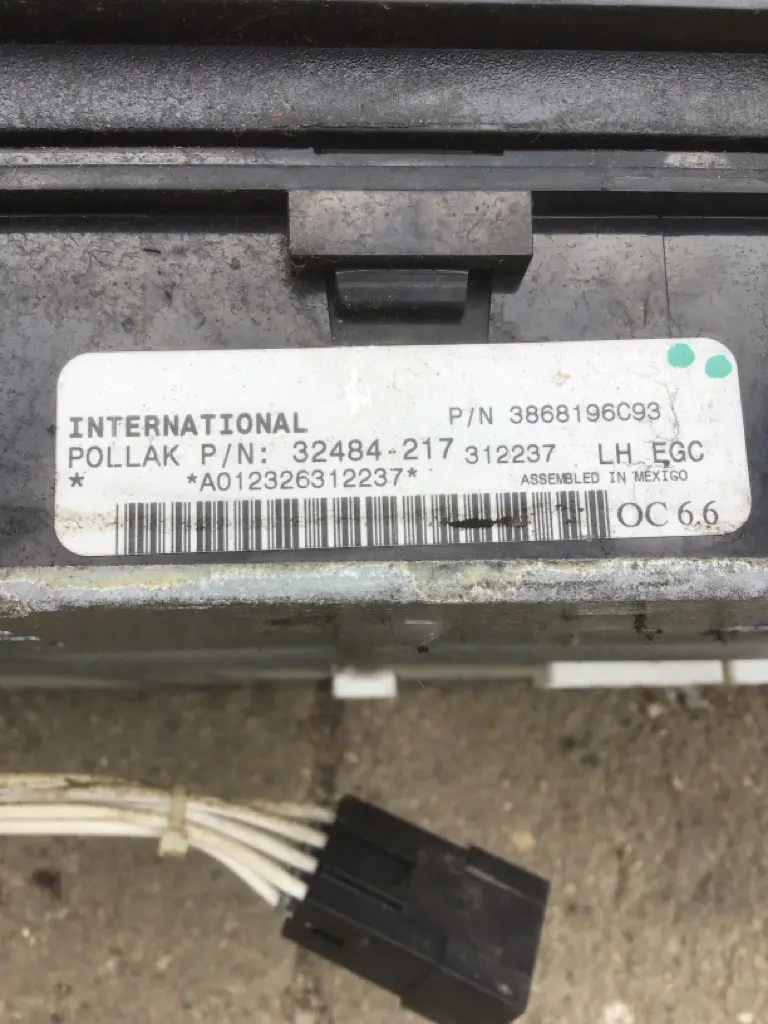 INTERNATIONAL P/N 3868196C93
POLLAK P/N: 32484-217 312237 LH EGC
* *A012326312237* ASSEMBLED IN MEXICO
OC 6.6